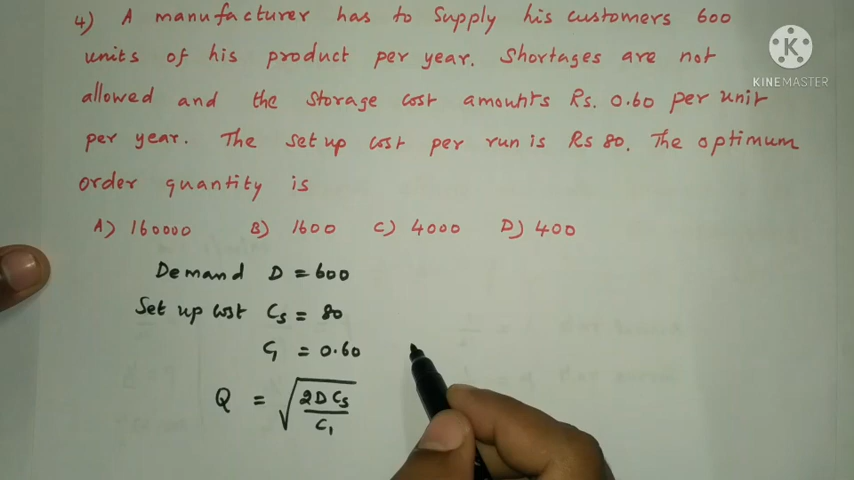 4) A manufacturer has to supply his customers 600
K
units of his product per year. Shortages are not
KINEMASTER
allowed and the storage cost amounts Rs. 0.60 per unit
per year. The set up cost per run is Rs 80. The optimum
order quantity is
A) 160000 B) 1600 C) 4000 D) 400
Demand D = 600
Set up cost Cs = 80
C1 = 0.60
Q = √(2DCs/C1)